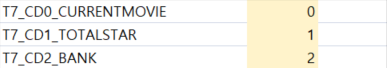 T7_CD0_CURRENTMOVIE 0
T7_CD1_TOTALSTAR 1
T7_CD2_BANK 2